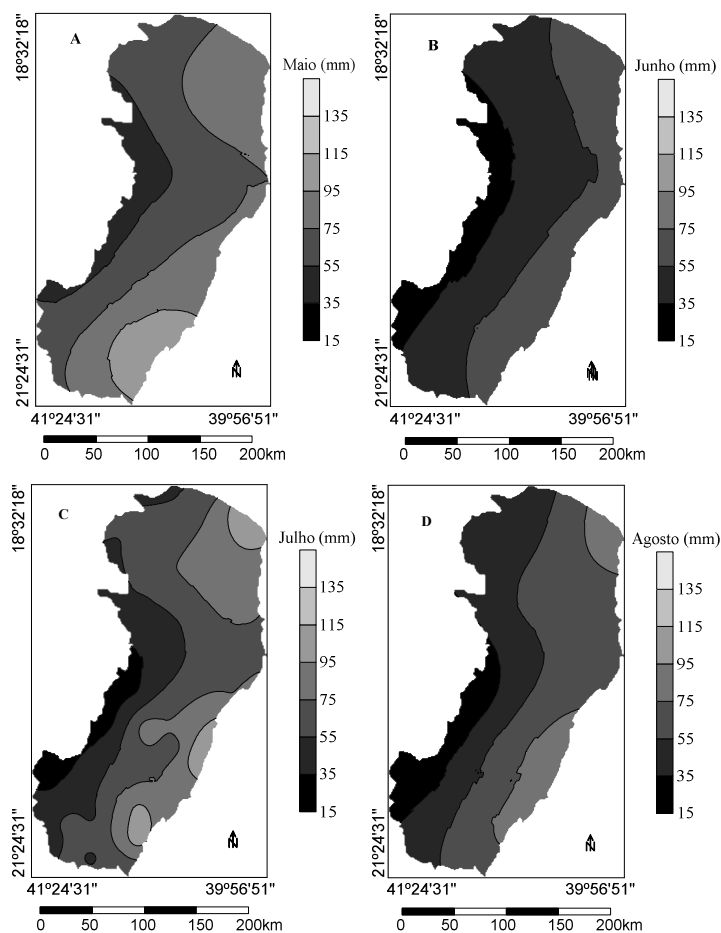 A
18º32'18"
21º24'31"
41º24'31" 39º56'51"
0 50 100 150 200km
Maio (mm)
135
115
95
75
55
35
15
N
B
18º32'18"
21º24'31"
41º24'31" 39º56'51"
0 50 100 150 200km
Junho (mm)
135
115
95
75
55
35
15
N
C
18º32'18"
21º24'31"
41º24'31" 39º56'51"
0 50 100 150 200km
Julho (mm)
135
115
95
75
55
35
15
N
D
18º32'18"
21º24'31"
41º24'31" 39º56'51"
0 50 100 150 200km
Agosto (mm)
135
115
95
75
55
35
15
N